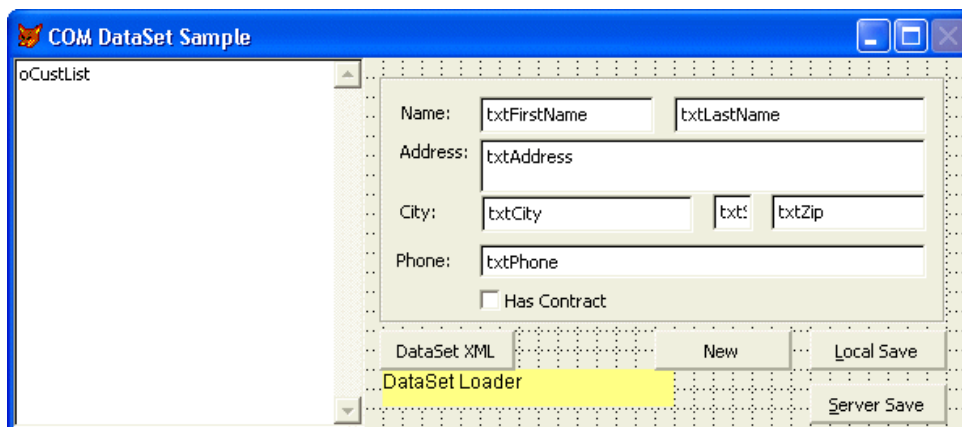 COM DataSet Sample
oCustList
Name: txtFirstName txtLastName
Address: txtAddress
City: txtCity txtS txtZip
Phone: txtPhone
Has Contract
DataSet XML New Local Save
DataSet Loader
Server Save